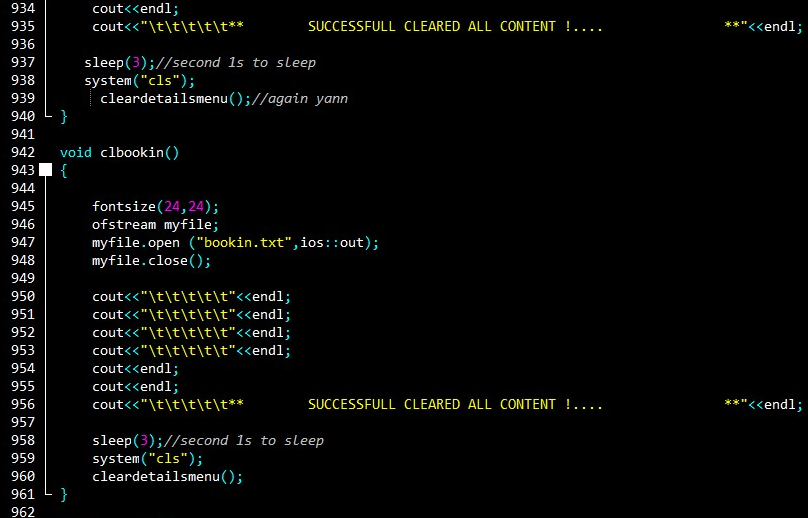 934 cout<<endl;
935 cout<<"\t\t\t\t\t** SUCCESSFULL CLEARED ALL CONTENT !.... **"<<endl;
936
937 sleep(3);//second 1s to sleep
938 system("cls");
939 cleardetailsmenu();//again yann
940 }
941
942 void clbookin()
943 {
944
945 fontsize(24,24);
946 ofstream myfile;
947 myfile.open ("bookin.txt",ios::out);
948 myfile.close();
949
950 cout<<"\t\t\t\t\t"<<endl;
951 cout<<"\t\t\t\t\t"<<endl;
952 cout<<"\t\t\t\t\t"<<endl;
953 cout<<"\t\t\t\t\t"<<endl;
954 cout<<endl;
955 cout<<endl;
956 cout<<"\t\t\t\t\t** SUCCESSFULL CLEARED ALL CONTENT !.... **"<<endl;
957
958 sleep(3);//second 1s to sleep
959 system("cls");
960 cleardetailsmenu();
961 }
962